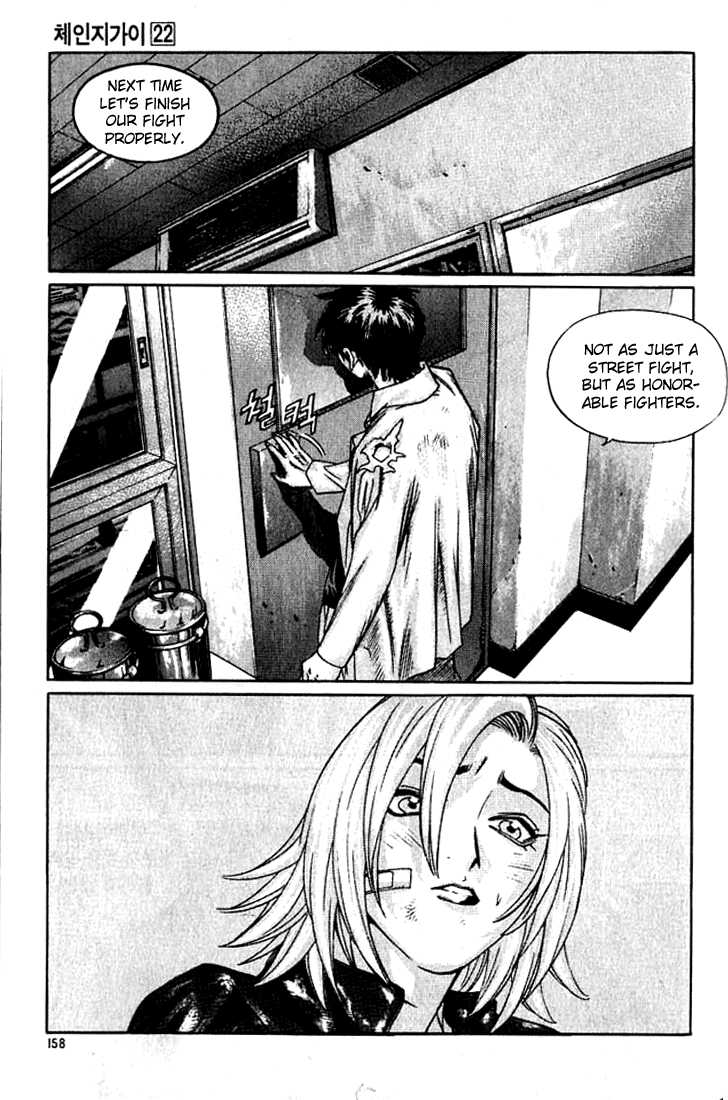 체인지가이 22
NEXT TIME
LET'S FINISH
OUR FIGHT
PROPERLY.
NOT AS JUST A
STREET FIGHT,
BUT AS HONOR-
ABLE FIGHTERS.
철컥
158